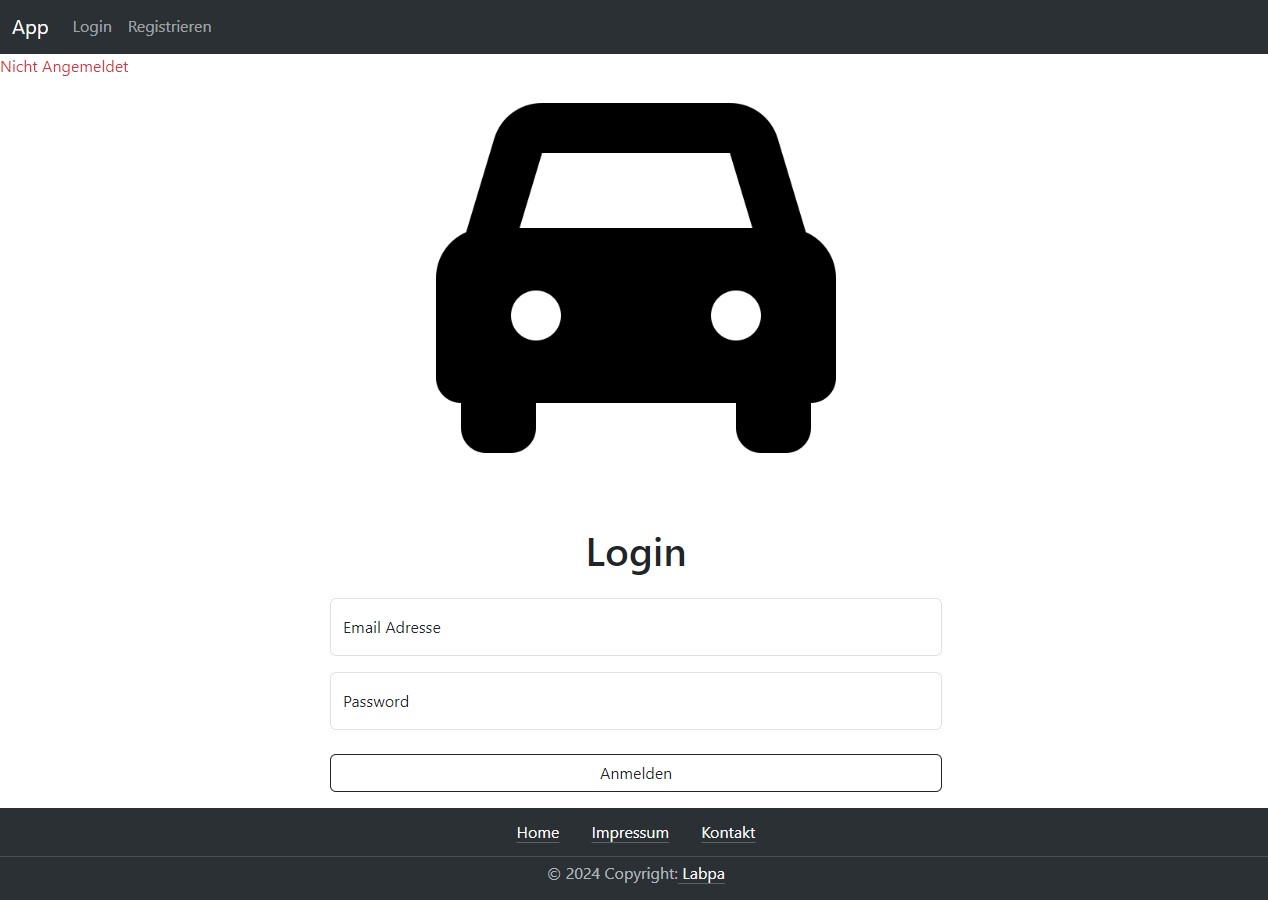 App Login Registrieren
Nicht Angemeldet
Login
Email Adresse
Password
Anmelden
Home Impressum Kontakt
© 2024 Copyright: Labpa